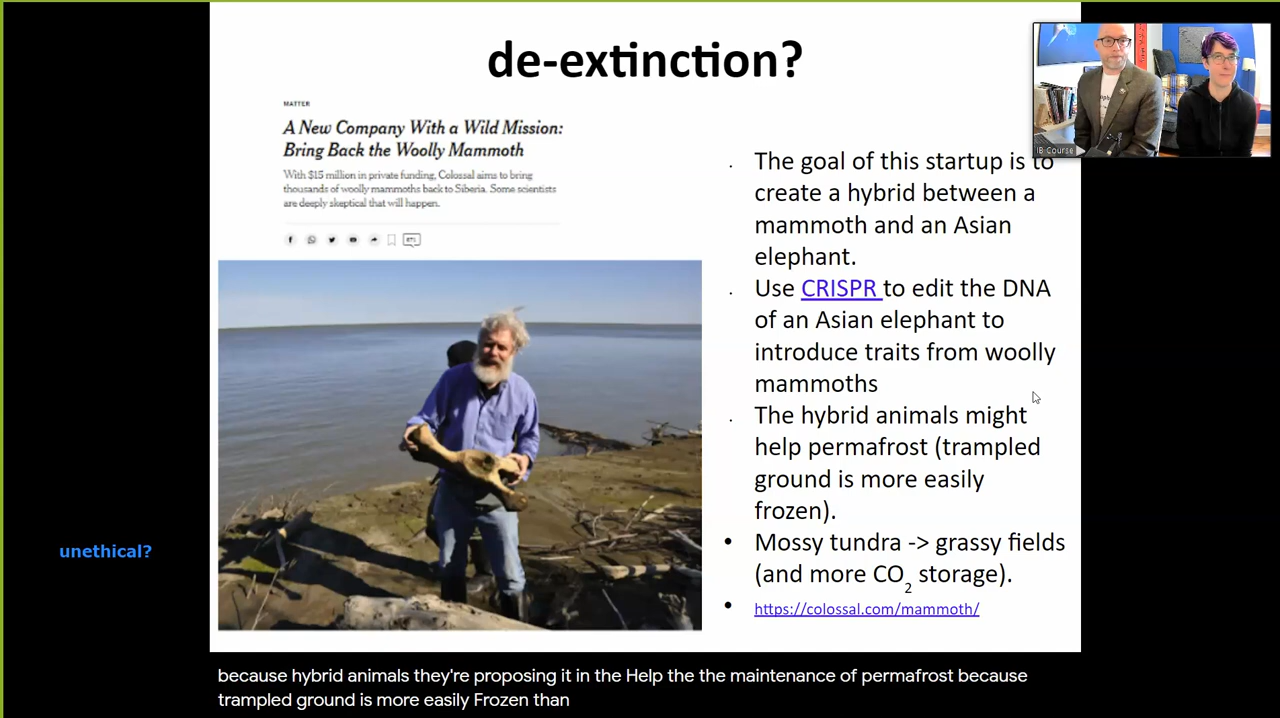 de-extinction?
MATTER
A New Company With a Wild Mission:
Bring Back the Woolly Mammoth
With $15 million in private funding, Colossal aims to bring
thousands of woolly mammoths back to Siberia. Some scientists
are deeply skeptical that will happen.
IB Course
. The goal of this startup is to
create a hybrid between a
mammoth and an Asian
elephant.
. Use CRISPR to edit the DNA
of an Asian elephant to
introduce traits from woolly
mammoths
. The hybrid animals might
help permafrost (trampled
ground is more easily
frozen).
• Mossy tundra -> grassy fields
(and more CO2 storage).
• https://colossal.com/mammoth/
unethical?
because hybrid animals they're proposing it in the Help the the maintenance of permafrost because
trampled ground is more easily Frozen than